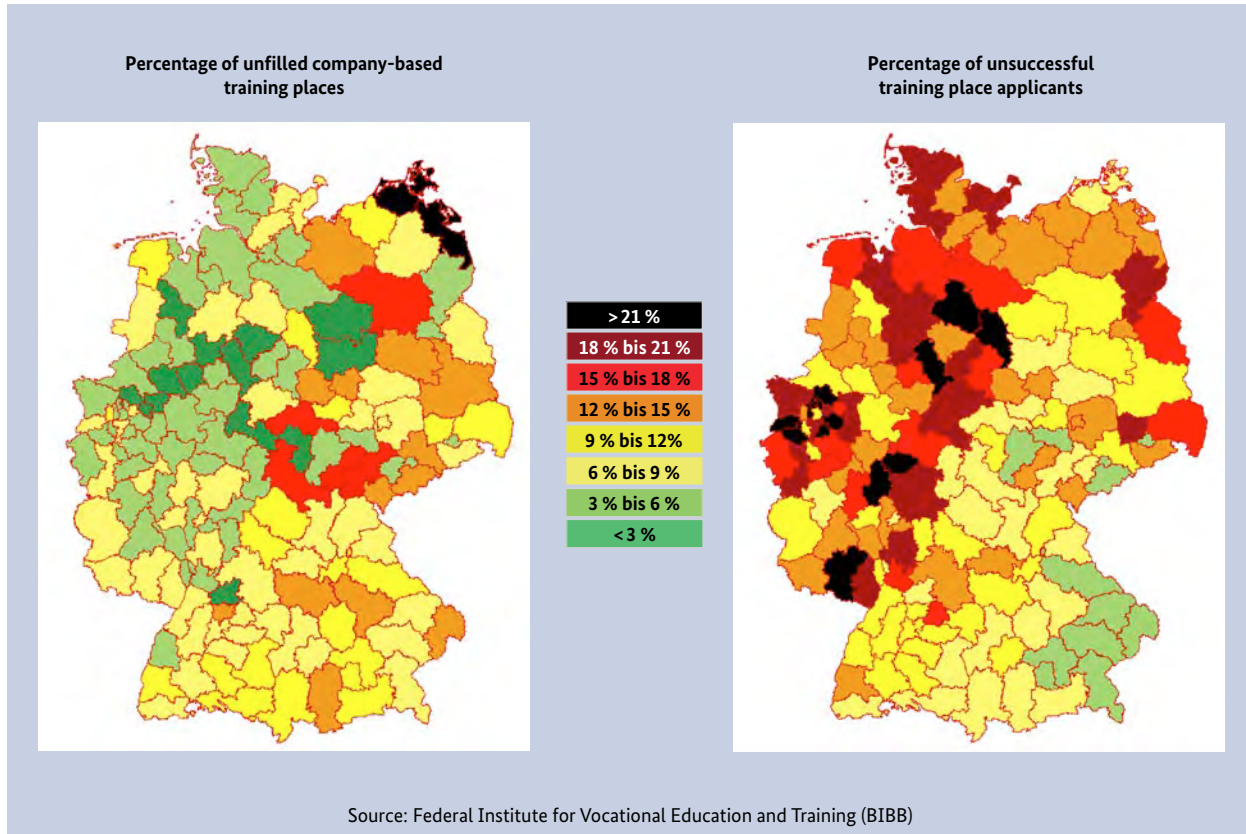 Percentage of unfilled company-based
training places
Percentage of unsuccessful
training place applicants
> 21 %
18 % bis 21 %
15 % bis 18 %
12 % bis 15 %
9 % bis 12%
6 % bis 9 %
3 % bis 6 %
< 3 %
Source: Federal Institute for Vocational Education and Training (BIBB)